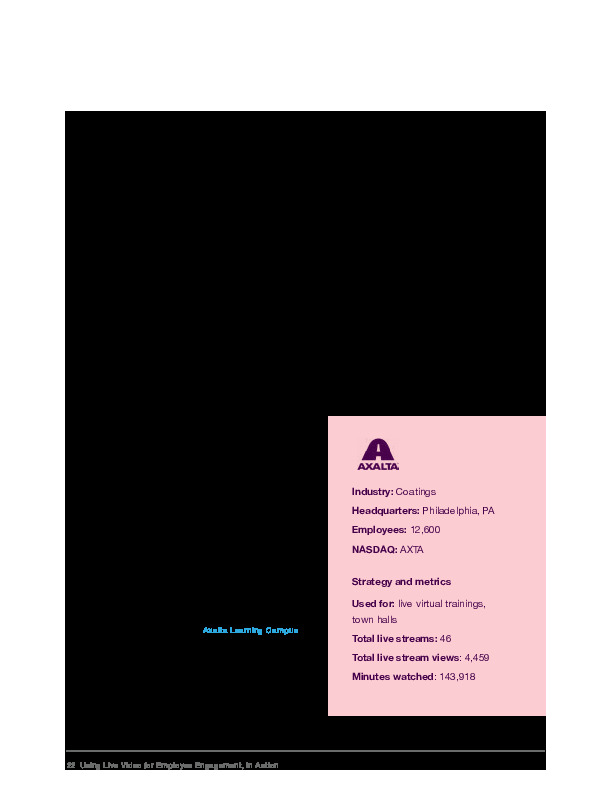 Axalta Learning Campus
AXALTA
Industry: Coatings
Headquarters: Philadelphia, PA
Employees: 12,600
NASDAQ: AXTA
Strategy and metrics
Used for: live virtual trainings,
town halls
Total live streams: 46
Total live stream views: 4,459
Minutes watched: 143,918
22 Using Live Video for Employee Engagement, in Action